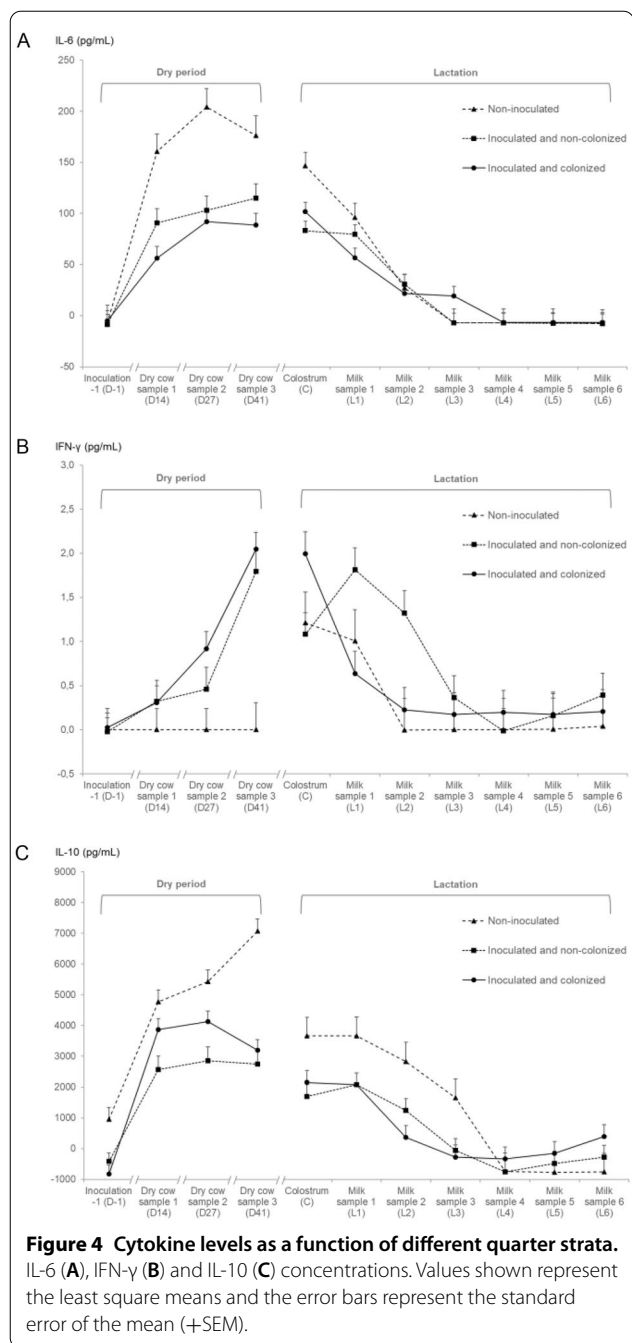 A
IL-6 (pg/mL)
Dry period
Lactation
250
200
150
100
50
0
-50
Non-inoculated
Inoculated and non-colonized
Inoculated and colonized
Inoculation -1 (D-1)
Dry cow sample 1 (D14)
Dry cow sample 2 (D27)
Dry cow sample 3 (D41)
Colostrum (C)
Milk sample 1 (L1)
Milk sample 2 (L2)
Milk sample 3 (L3)
Milk sample 4 (L4)
Milk sample 5 (L5)
Milk sample 6 (L6)
B
IFN-γ (pg/mL)
Dry period
Lactation
3,0
2,5
2,0
1,5
1,0
0,5
0,0
-0,5
Non-inoculated
Inoculated and non-colonized
Inoculated and colonized
Inoculation -1 (D-1)
Dry cow sample 1 (D14)
Dry cow sample 2 (D27)
Dry cow sample 3 (D41)
Colostrum (C)
Milk sample 1 (L1)
Milk sample 2 (L2)
Milk sample 3 (L3)
Milk sample 4 (L4)
Milk sample 5 (L5)
Milk sample 6 (L6)
C
IL-10 (pg/mL)
Dry period
Lactation
9000
8000
7000
6000
5000
4000
3000
2000
1000
0
-1000
Non-inoculated
Inoculated and non-colonized
Inoculated and colonized
Inoculation -1 (D-1)
Dry cow sample 1 (D14)
Dry cow sample 2 (D27)
Dry cow sample 3 (D41)
Colostrum (C)
Milk sample 1 (L1)
Milk sample 2 (L2)
Milk sample 3 (L3)
Milk sample 4 (L4)
Milk sample 5 (L5)
Milk sample 6 (L6)
Figure 4 Cytokine levels as a function of different quarter strata.
IL-6 (A), IFN-γ (B) and IL-10 (C) concentrations. Values shown represent
the least square means and the error bars represent the standard
error of the mean (+SEM).